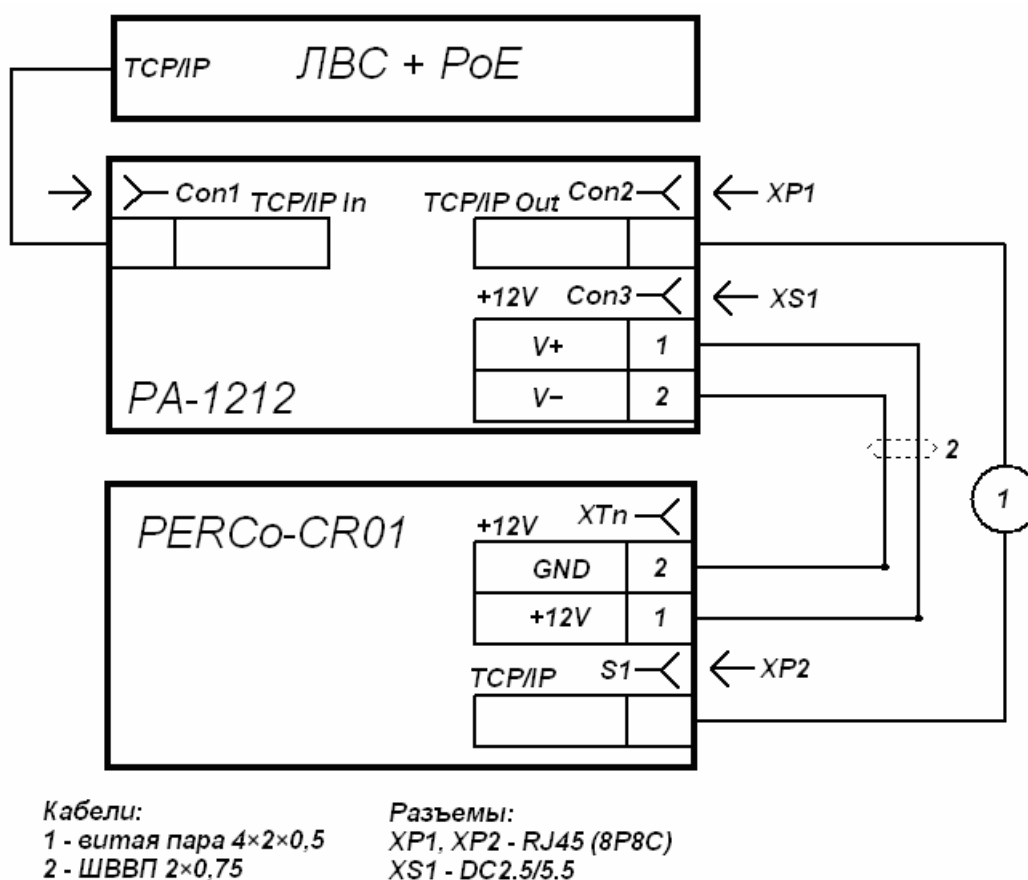 TCP/IP ЛВС + PoE
Con1 TCP/IP In TCP/IP Out Con2 XP1
+12V Con3 XS1
V+ 1
PA-1212 V− 2
2
1
PERCo-CR01 +12V XTn
GND 2
+12V 1
TCP/IP S1 XP2
Кабели:
1 - витая пара 4×2×0,5
2 - ШВВП 2×0,75
Разъемы:
XP1, XP2 - RJ45 (8P8C)
XS1 - DC2.5/5.5